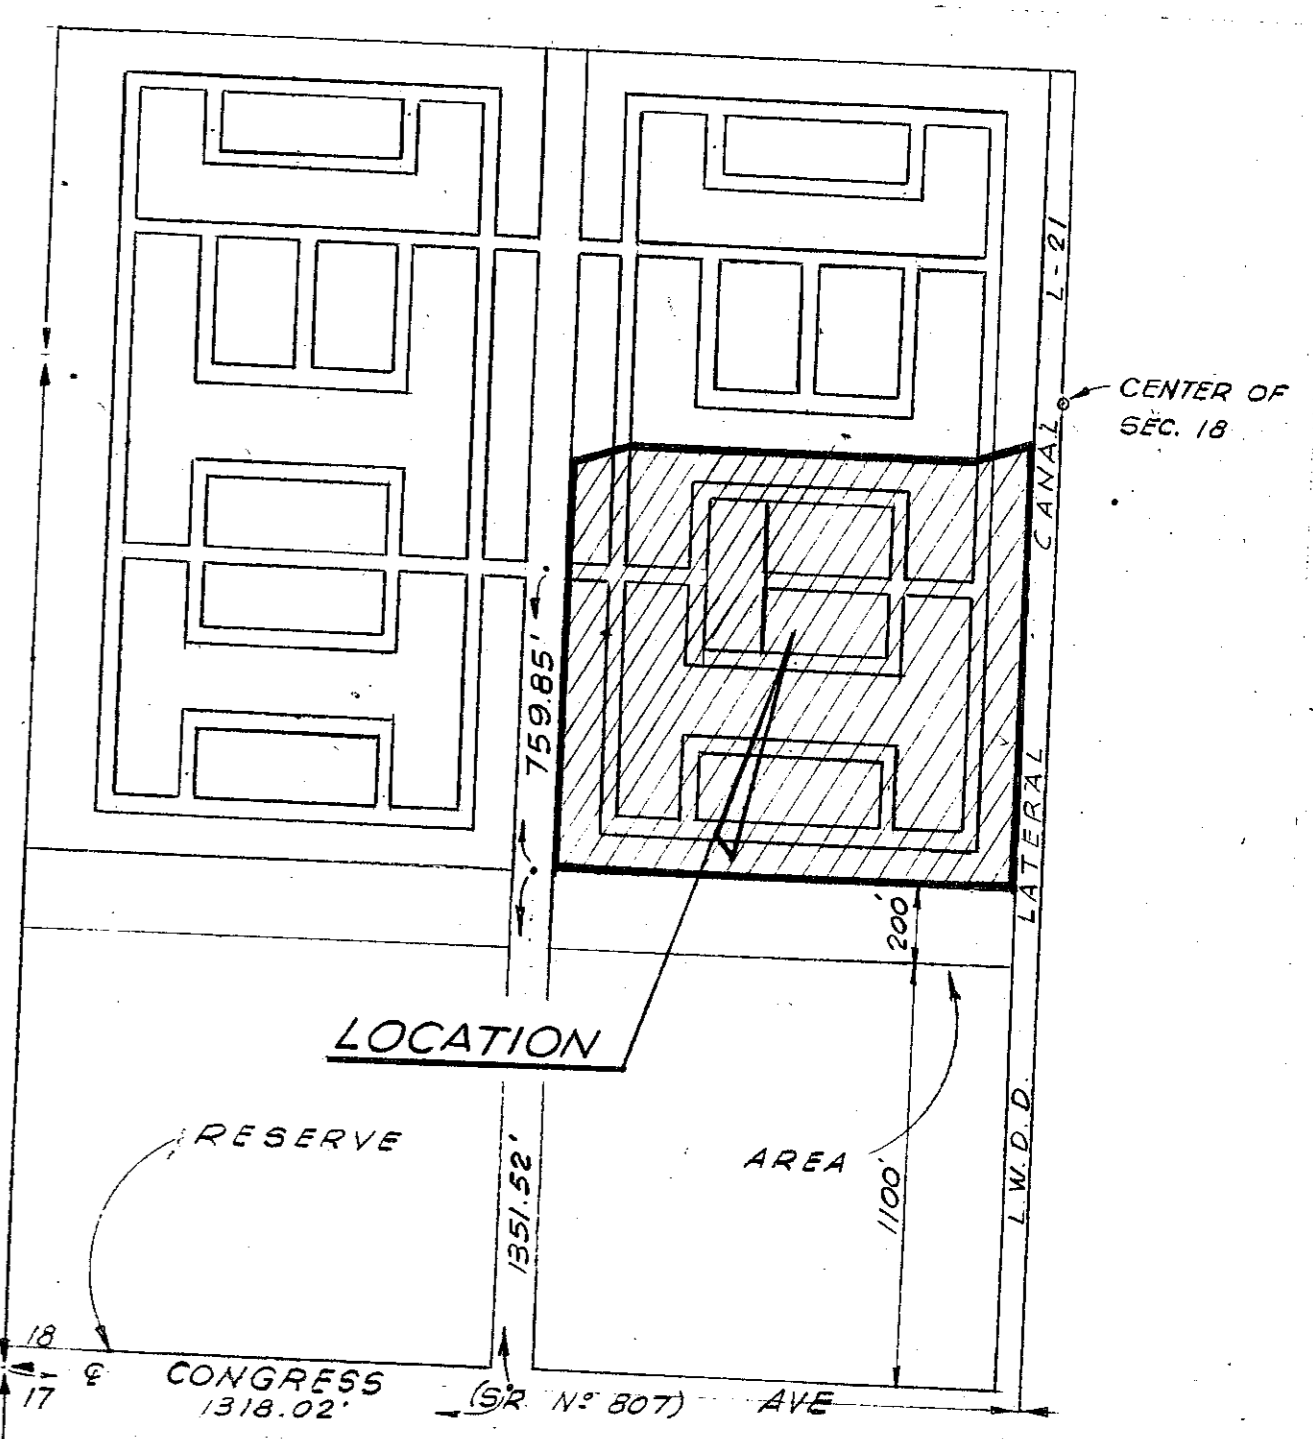 L-21
CENTER OF
SEC. 18
CANAL
759.85'
LATERAL
200'
LOCATION
RESERVE
AREA
1351.52'
1100'
L.W.D.D.
18
17
℄ CONGRESS (S.R. Nº 807) AVE
1318.02'